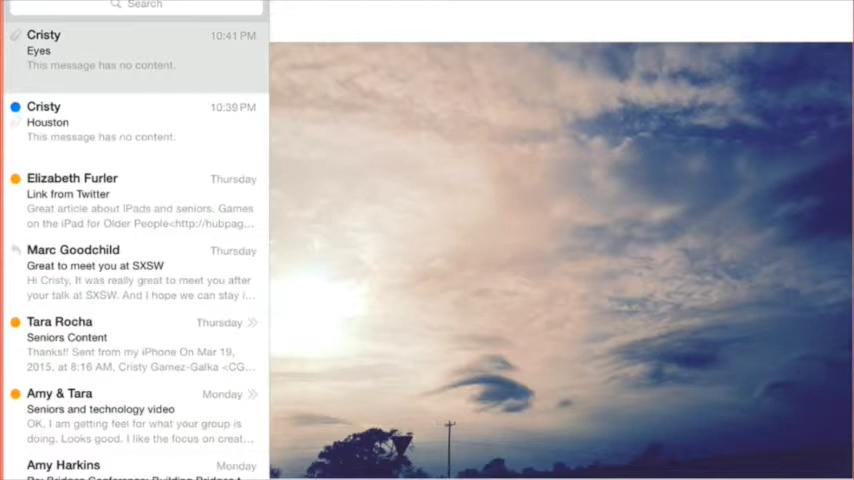 Search
Cristy 10:41 PM
Eyes
This message has no content.
Cristy 10:39 PM
Houston
This message has no content.
Elizabeth Furler Thursday
Link from Twitter
Great article about IPads and seniors. Games
on the iPad for Older People<http://hubpag...
Marc Goodchild Thursday
Great to meet you at SXSW
Hi Cristy, It was really great to meet you after
your talk at SXSW. And I hope we can stay i...
Tara Rocha Thursday
Seniors Content
Thanks!! Sent from my iPhone On Mar 19,
2015, at 8:16 AM, Cristy Gamez-Galka <CG...
Amy & Tara Monday
Seniors and technology video
OK, I am getting feel for what your group is
doing. Looks good. I like the focus on creat...
Amy Harkins Monday
Re: Bridges Conference: Building Bridges t